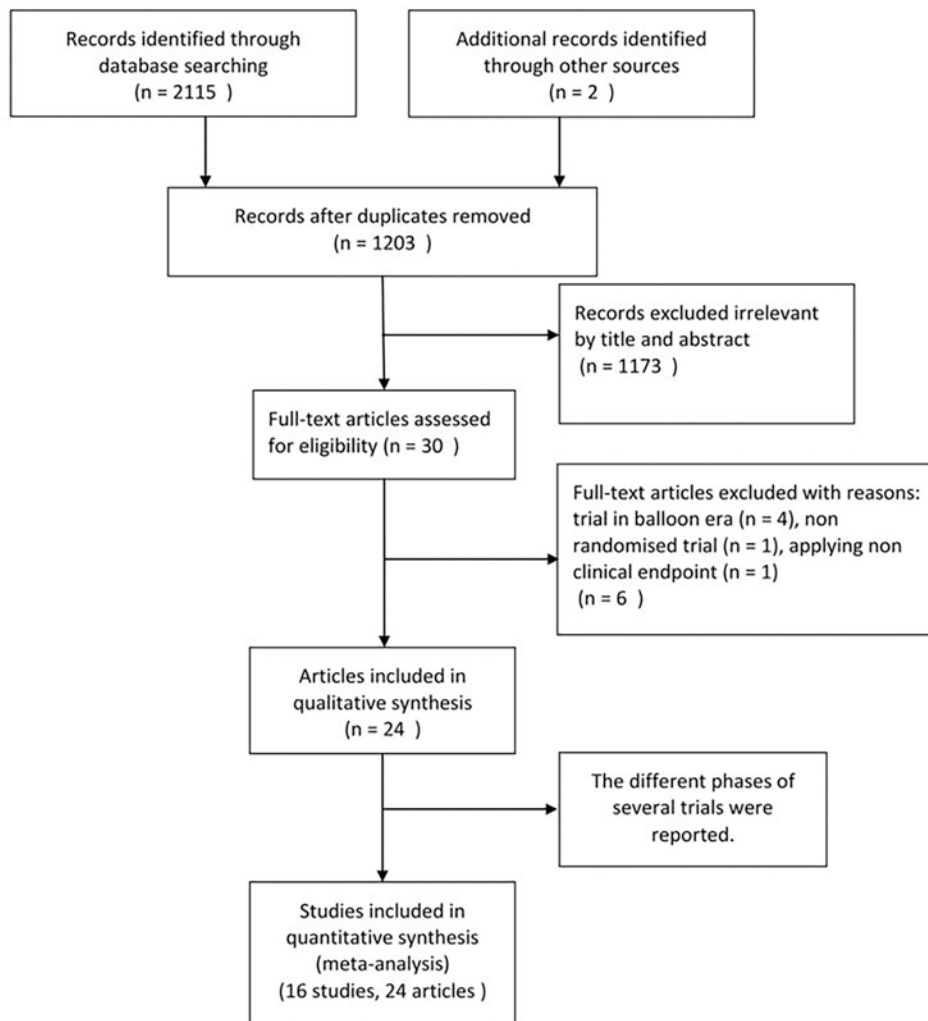 Records identified through
database searching
(n = 2115 )
Additional records identified
through other sources
(n = 2 )
Records after duplicates removed
(n = 1203 )
Records excluded irrelevant
by title and abstract
(n = 1173 )
Full-text articles assessed
for eligibility (n = 30 )
Full-text articles excluded with reasons:
trial in balloon era (n = 4), non
randomised trial (n = 1), applying non
clinical endpoint (n = 1)
(n = 6 )
Articles included in
qualitative synthesis
(n = 24 )
The different phases of
several trials were
reported.
Studies included in
quantitative synthesis
(meta-analysis)
(16 studies, 24 articles )